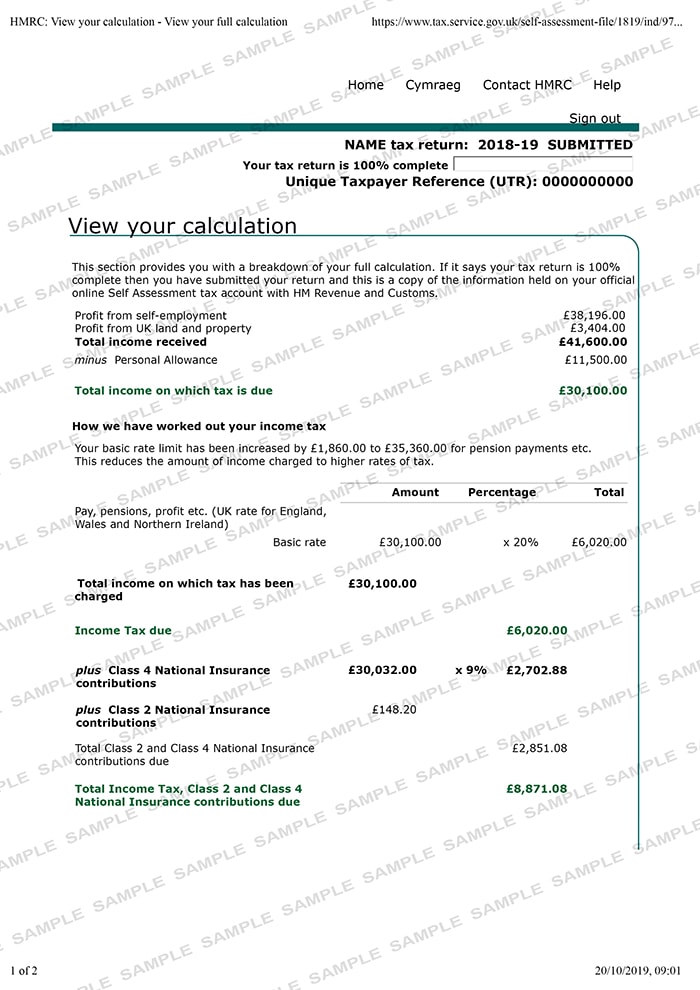 HMRC: View your calculation - View your full calculation https://www.tax.service.gov.uk/self-assessment-file/1819/ind/97...
Home Cymraeg Contact HMRC Help
Sign out
NAME tax return: 2018-19 SUBMITTED
Your tax return is 100% complete
Unique Taxpayer Reference (UTR): 0000000000
View your calculation
This section provides you with a breakdown of your full calculation. If it says your tax return is 100%
complete then you have submitted your return and this is a copy of the information held on your official
online Self Assessment tax account with HM Revenue and Customs.
Profit from self-employment £38,196.00
Profit from UK land and property £3,404.00
Total income received £41,600.00
minus Personal Allowance £11,500.00
Total income on which tax is due £30,100.00
How we have worked out your income tax
Your basic rate limit has been increased by £1,860.00 to £35,360.00 for pension payments etc.
This reduces the amount of income charged to higher rates of tax.
Amount Percentage Total
Pay, pensions, profit etc. (UK rate for England,
Wales and Northern Ireland)
Basic rate £30,100.00 x 20% £6,020.00
Total income on which tax has been £30,100.00
charged
Income Tax due £6,020.00
plus Class 4 National Insurance £30,032.00 x 9% £2,702.88
contributions
plus Class 2 National Insurance £148.20
contributions
Total Class 2 and Class 4 National Insurance £2,851.08
contributions due
Total Income Tax, Class 2 and Class 4 £8,871.08
National Insurance contributions due
1 of 2 20/10/2019, 09:01
SAMPLE